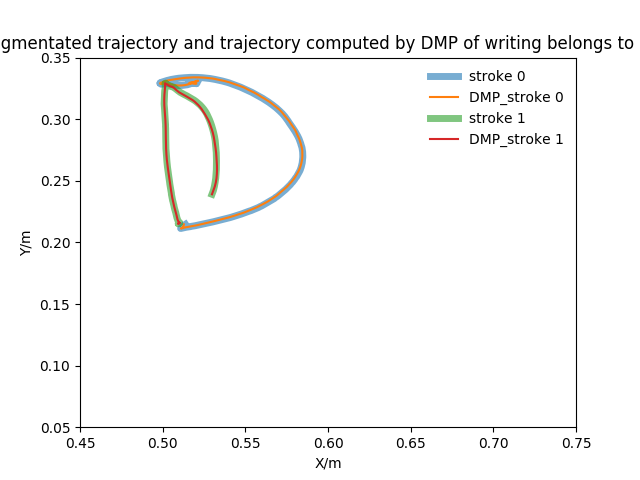 gmentated trajectory and trajectory computed by DMP of writing belongs to
0.35
0.30
0.25
0.20
0.15
0.10
0.05
Y/m
stroke 0
DMP_stroke 0
stroke 1
DMP_stroke 1
0.45 0.50 0.55 0.60 0.65 0.70 0.75
X/m